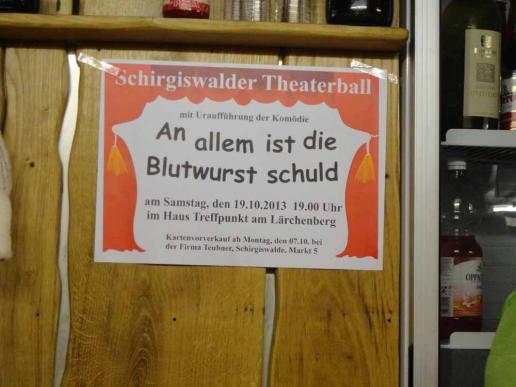 Schirgiswalder Theaterball
mit Uraufführung der Komödie
An allem ist die
Blutwurst schuld
am Samstag, den 19.10.2013 19.00 Uhr
im Haus Treffpunkt am Lärchenberg
Kartenvorverkauf ab Montag, den 07.10. bei
der Firma Teubner, Schirgiswalde, Markt 5